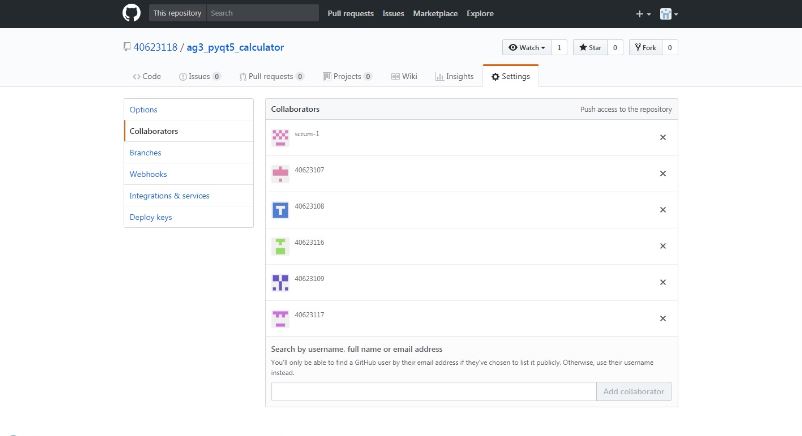 This repository Search Pull requests Issues Marketplace Explore
40623118 / ag3_pyqt5_calculator Watch 1 Star 0 Fork 0
Code Issues 0 Pull requests 0 Projects 0 Wiki Insights Settings
Options
Collaborators
Branches
Webhooks
Integrations & services
Deploy keys
Collaborators Push access to the repository
scrum-1
40623107
40623108
40623116
40623109
40623117
Search by username, full name or email address
You'll only be able to find a GitHub user by their email address if they've chosen to list it publicly. Otherwise, use their username
instead.
Add collaborator